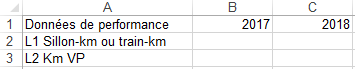 A B C
1 Données de performance 2017 2018
2 L1 Sillon-km ou train-km
3 L2 Km VP